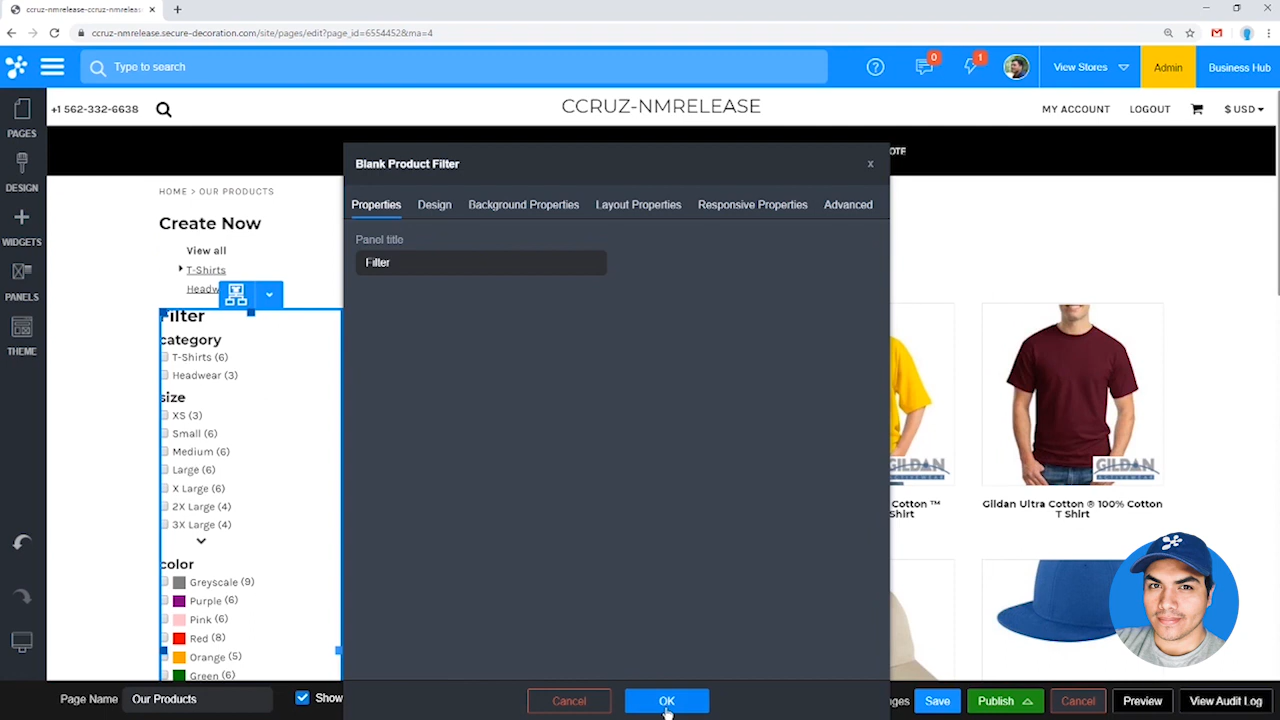 ccruz-nmrelease-ccruz-nmrelease-
ccruz-nmrelease.secure-decoration.com/site/pages/edit?page_id=6554452&rma=4
Type to search
0
1
View Stores
Admin
Business Hub
PAGES
DESIGN
WIDGETS
PANELS
THEME
+1 562-332-6638
CCRUZ-NMRELEASE
MY ACCOUNT
LOGOUT
$ USD
OTE
HOME > OUR PRODUCTS
Create Now
View all
T-Shirts
Headw
Filter
category
T-Shirts (6)
Headwear (3)
size
XS (3)
Small (6)
Medium (6)
Large (6)
X Large (6)
2X Large (4)
3X Large (4)
color
Greyscale (9)
Purple (6)
Pink (6)
Red (8)
Orange (5)
Green (6)
Blank Product Filter
x
Properties
Design
Background Properties
Layout Properties
Responsive Properties
Advanced
Panel title
Filter
Cancel
OK
GILDAN
ACTIVEWEAR
Cotton ™
Shirt
GILDAN
ACTIVEWEAR
Gildan Ultra Cotton ® 100% Cotton
T Shirt
Page Name
Our Products
Show
ges
Save
Publish
Cancel
Preview
View Audit Log